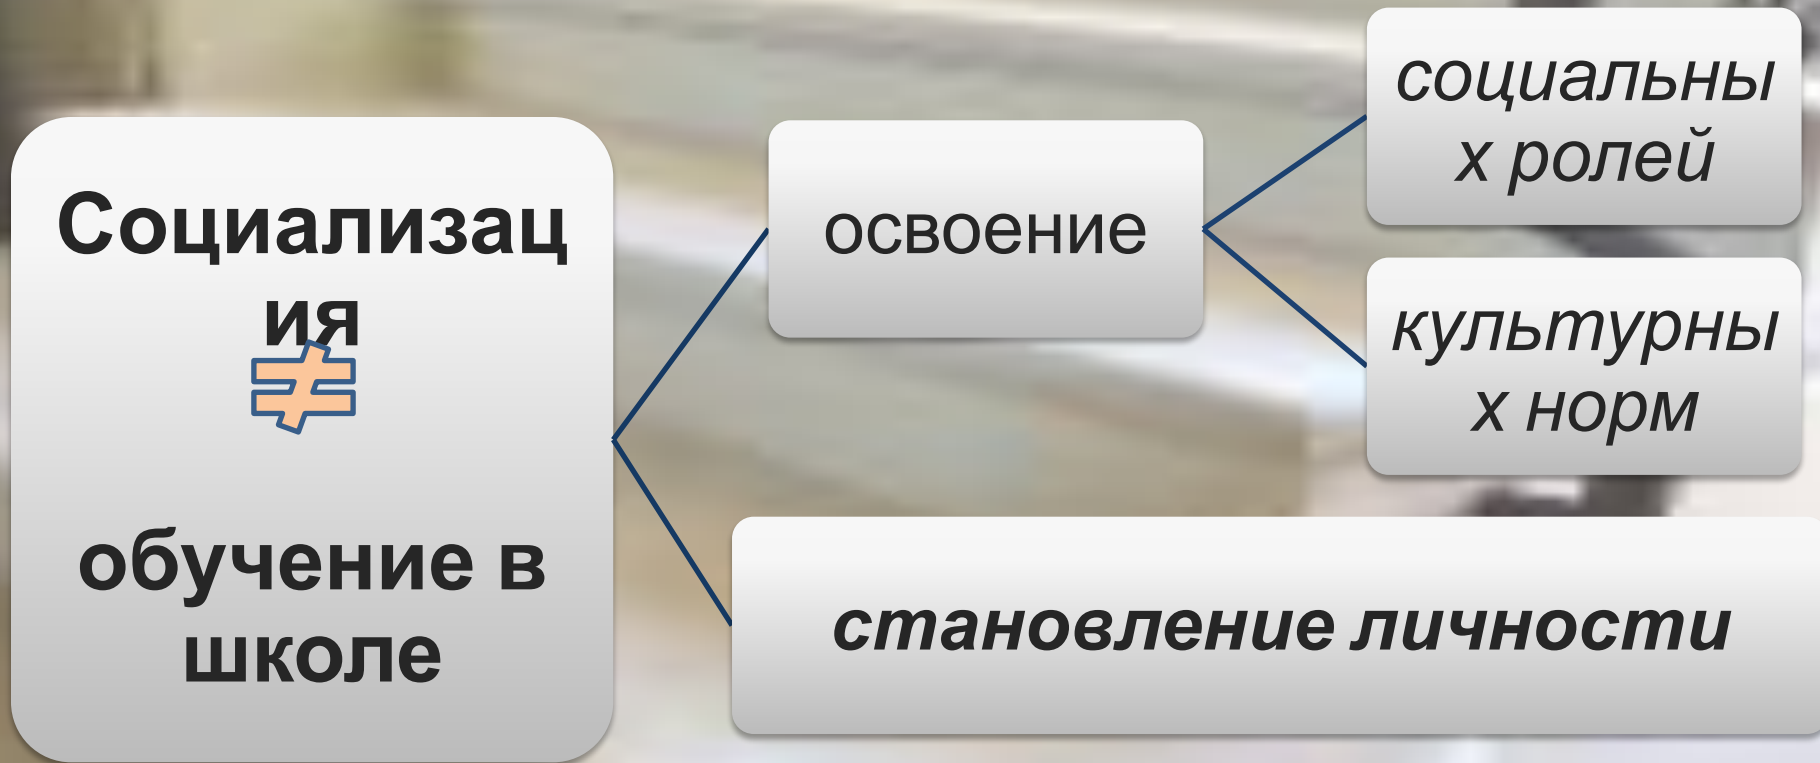 Социализац
ия
≠
обучение в
школе
освоение
социальны
х ролей
культурны
х норм
становление личности